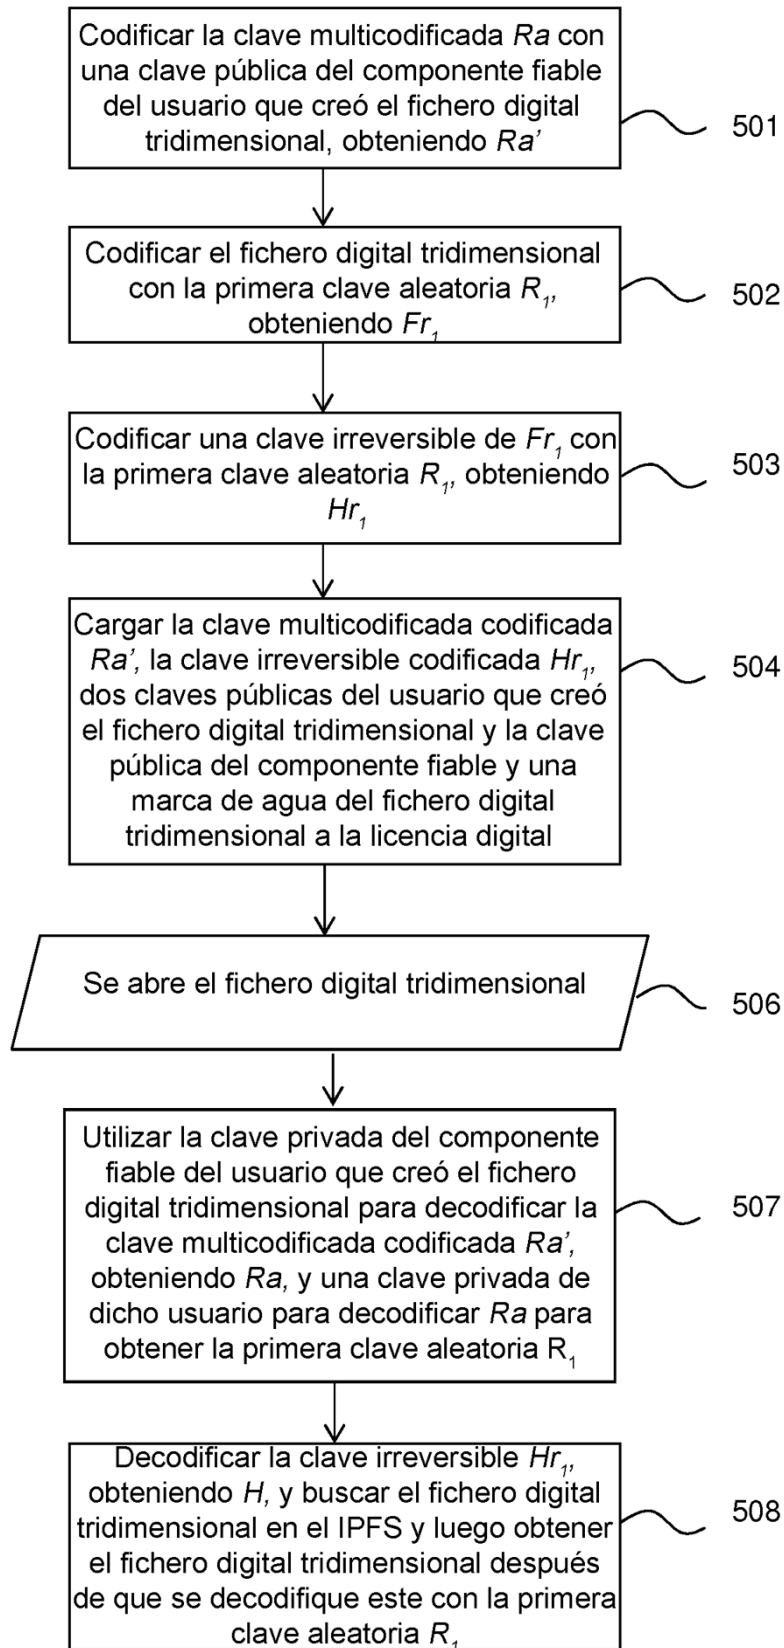 Codificar la clave multicodificada Ra con
una clave pública del componente fiable
del usuario que creó el fichero digital
tridimensional, obteniendo Ra’
501
Codificar el fichero digital tridimensional
con la primera clave aleatoria R₁,
obteniendo Fr₁
502
Codificar una clave irreversible de Fr₁ con
la primera clave aleatoria R₁, obteniendo
Hr₁
503
Cargar la clave multicodificada codificada
Ra’, la clave irreversible codificada Hr₁,
dos claves públicas del usuario que creó
el fichero digital tridimensional y la clave
pública del componente fiable y una
marca de agua del fichero digital
tridimensional a la licencia digital
504
Se abre el fichero digital tridimensional
506
Utilizar la clave privada del componente
fiable del usuario que creó el fichero
digital tridimensional para decodificar la
clave multicodificada codificada Ra’,
obteniendo Ra, y una clave privada de
dicho usuario para decodificar Ra para
obtener la primera clave aleatoria R₁
507
Decodificar la clave irreversible Hr₁,
obteniendo H, y buscar el fichero digital
tridimensional en el IPFS y luego obtener
el fichero digital tridimensional después
de que se decodifique este con la primera
clave aleatoria R₁
508